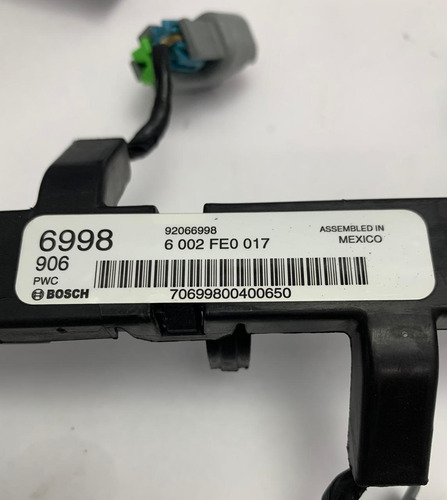 6998
906
PWC
BOSCH
92066998
6 002 FE0 017
ASSEMBLED IN
MEXICO
70699800400650